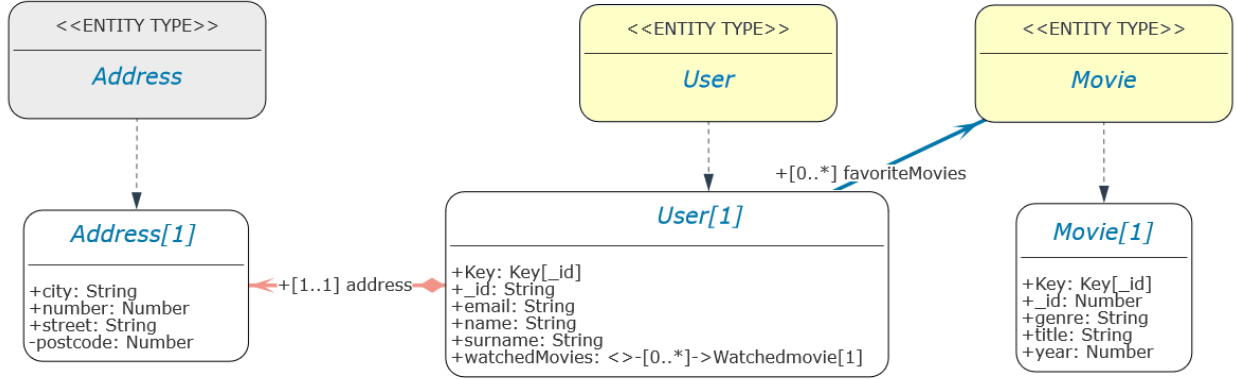 <<ENTITY TYPE>>
Address
<<ENTITY TYPE>>
User
<<ENTITY TYPE>>
Movie
+[0..*] favoriteMovies
Address[1]
+city: String
+number: Number
+street: String
-postcode: Number
+[1..1] address
User[1]
+Key: Key[_id]
+_id: String
+email: String
+name: String
+surname: String
+watchedMovies: <>-[0..*]->Watchedmovie[1]
Movie[1]
+Key: Key[_id]
+_id: Number
+genre: String
+title: String
+year: Number